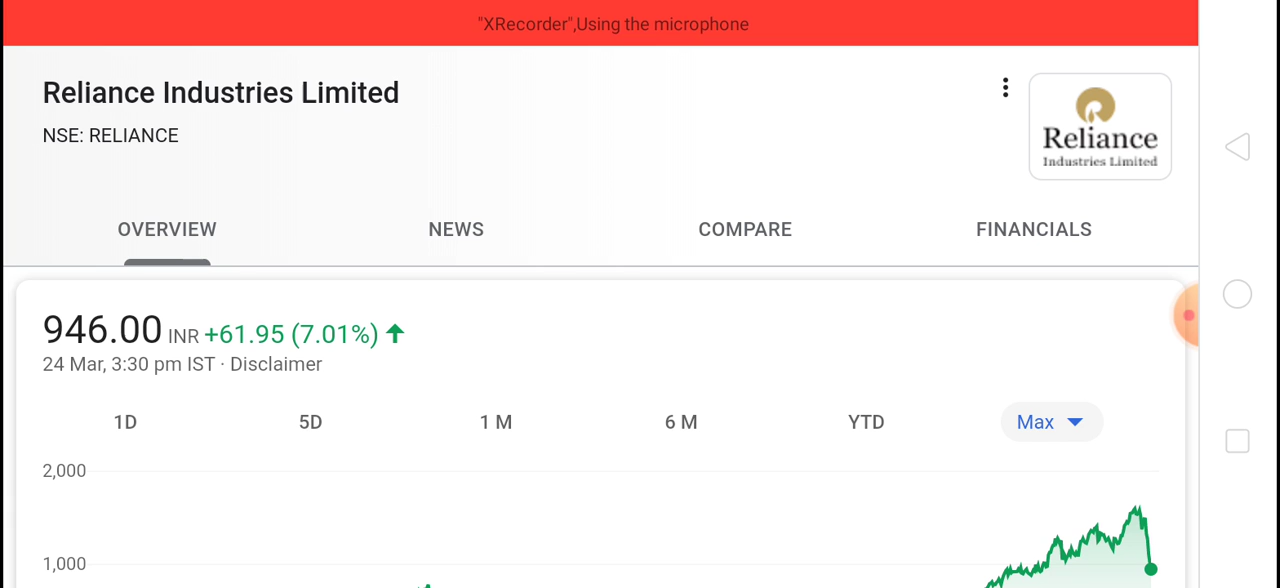 "XRecorder",Using the microphone
Reliance Industries Limited
NSE: RELIANCE
Reliance
Industries Limited
OVERVIEW NEWS COMPARE FINANCIALS
946.00 INR +61.95 (7.01%)
24 Mar, 3:30 pm IST · Disclaimer
1D 5D 1 M 6 M YTD Max
2,000
1,000